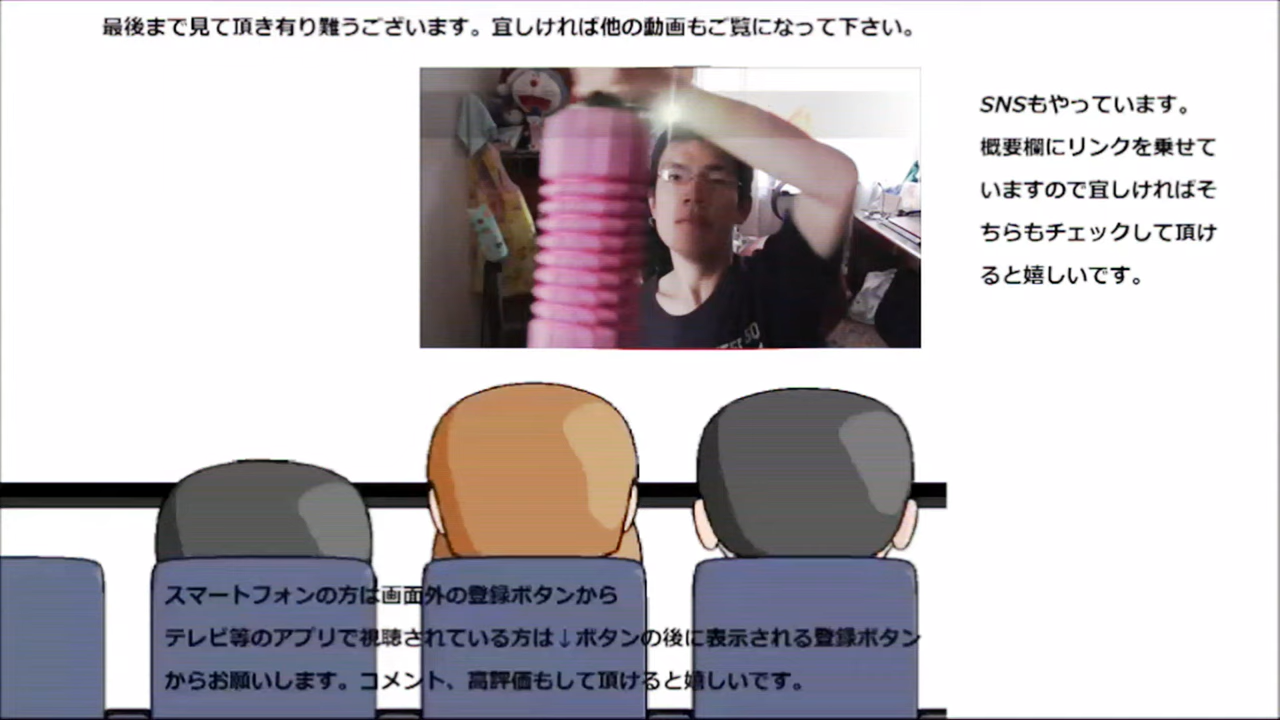 最後まで見て頂き有り難うございます。宜しければ他の動画もご覧になって下さい。
SNSもやっています。
概要欄にリンクを乗せて
いますので宜しければそ
ちらもチェックして頂け
ると嬉しいです。
スマートフォンの方は画面外の登録ボタンから
テレビ等のアプリで視聴されている方は↓ボタンの後に表示される登録ボタン
からお願いします。コメント、高評価もして頂けると嬉しいです。